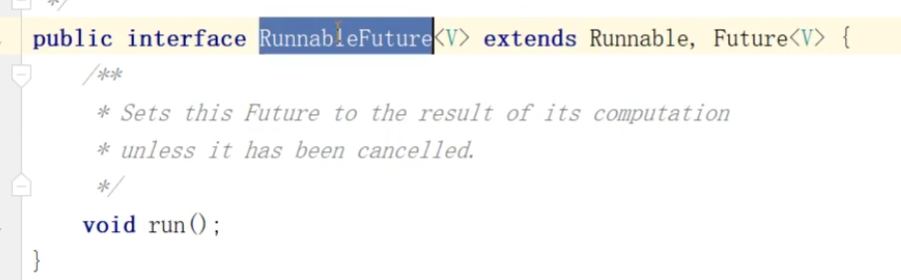 */
public interface RunnableFuture<V> extends Runnable, Future<V> {
/**
* Sets this Future to the result of its computation
* unless it has been cancelled.
*/
void run();
}